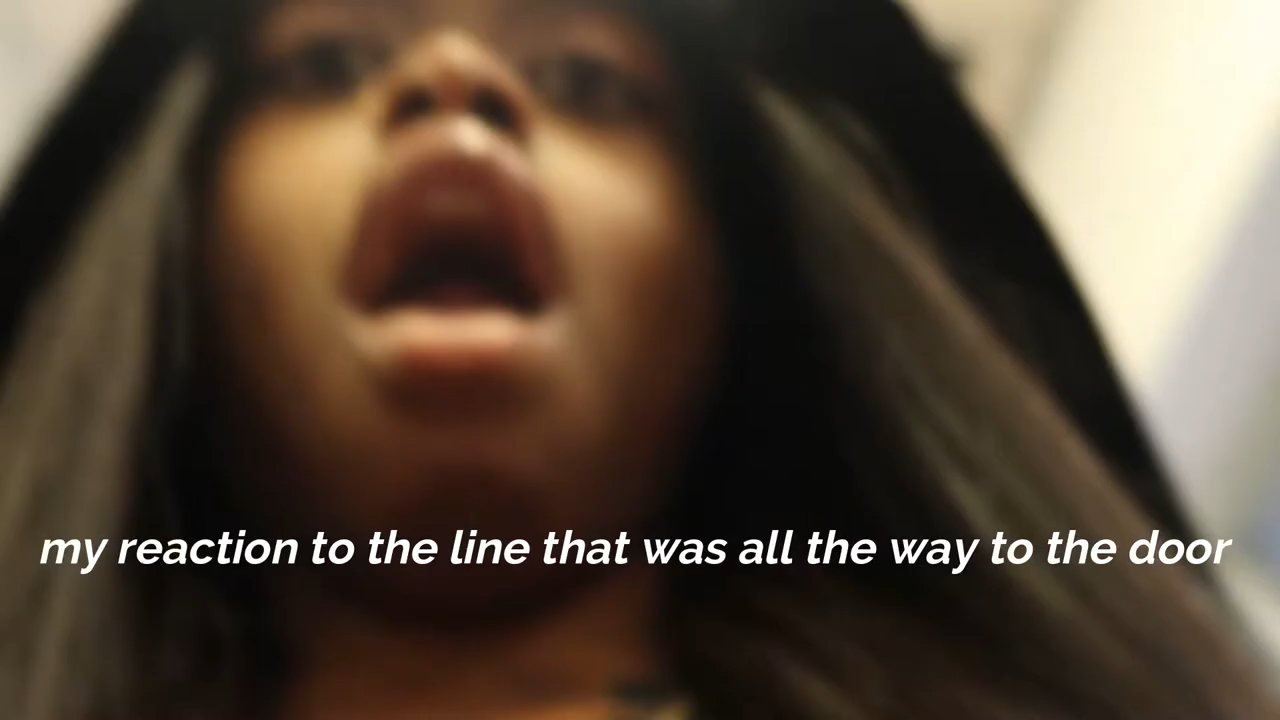 my reaction to the line that was all the way to the door